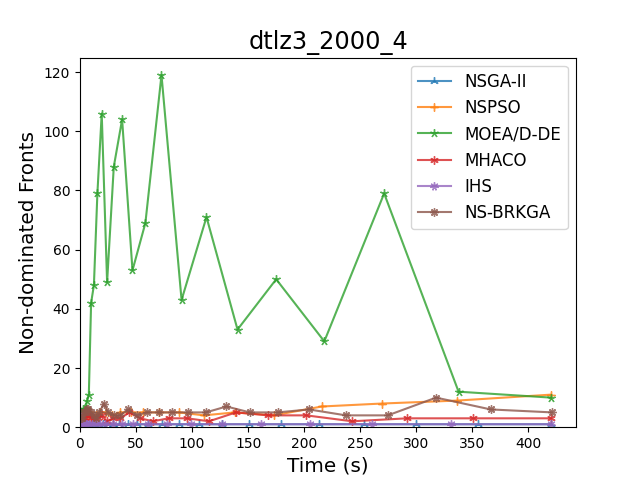 dtlz3_2000_4
Non-dominated Fronts
120
100
80
60
40
20
0
0 50 100 150 200 250 300 350 400
Time (s)
NSGA-II
NSPSO
MOEA/D-DE
MHACO
IHS
NS-BRKGA